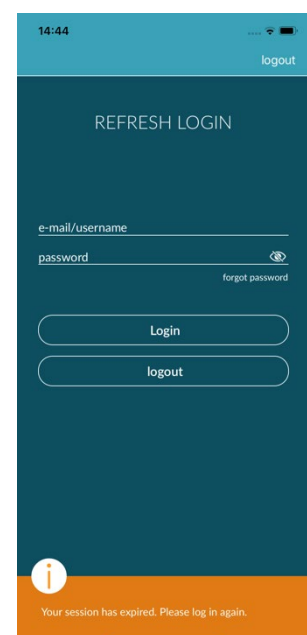 14:44
logout
REFRESH LOGIN
e-mail/username
password
forgot password
Login
logout
i
Your session has expired. Please log in again.